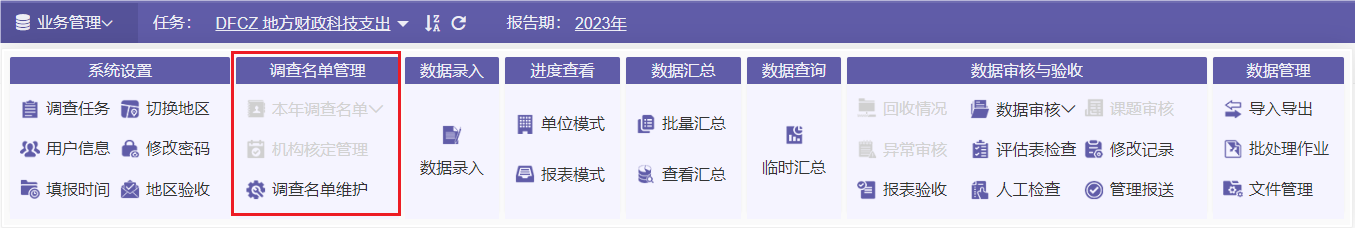 业务管理 任务： DFCZ 地方财政科技支出 报告期： 2023年
系统设置 调查名单管理 数据录入 进度查看 数据汇总 数据查询 数据审核与验收 数据管理
调查任务 切换地区 本年调查名单 回收情况 数据审核 课题审核 导入导出
单位模式 批量汇总
用户信息 修改密码 机构核定管理 异常审核 评估表检查 修改记录 批处理作业
数据录入 临时汇总
报表模式 查看汇总
填报时间 地区验收 调查名单维护 报表验收 人工检查 管理报送 文件管理